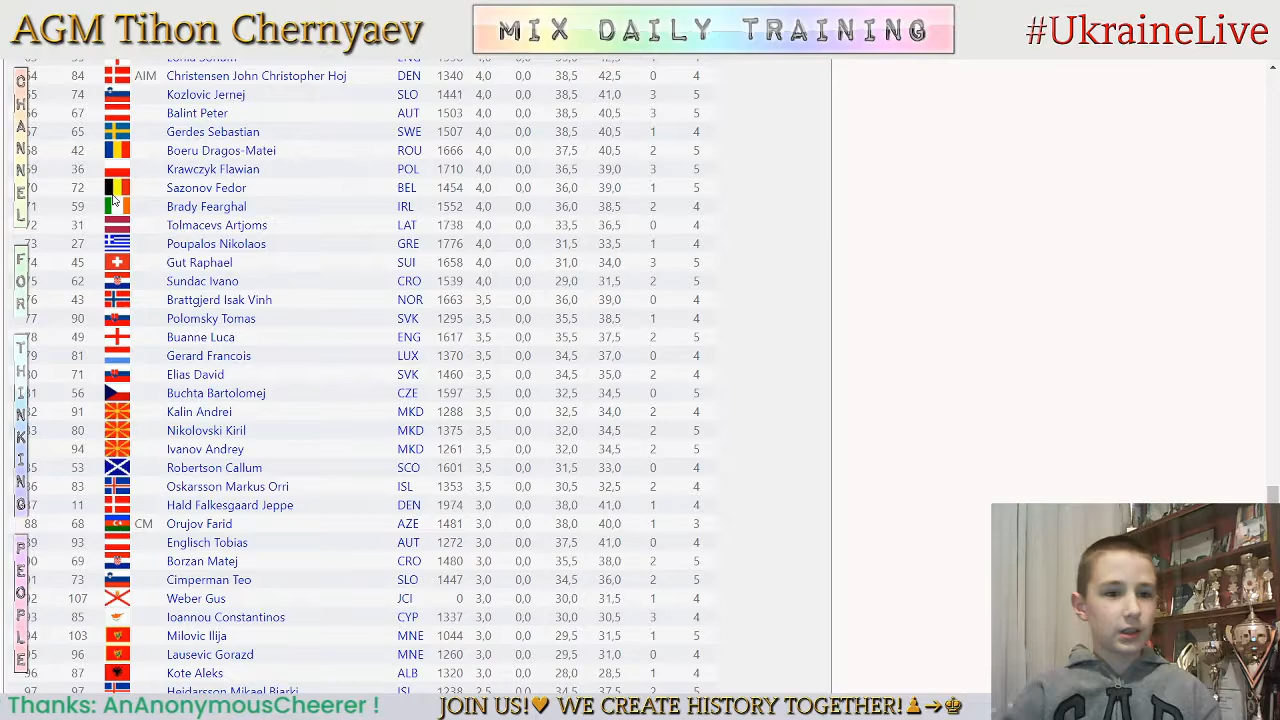 AGM Tihon Chernyaev
MIX DAILY TRAINING
#UkraineLive
84 AIM Christensen John Christopher Hoj DEN 1340 4,0 0,0 38,5 42,5 0 4
74 Kozlovic Jernej SLO 1441 4,0 0,0 38,5 41,0 3 5
67 Balint Peter AUT 1503 4,0 0,0 38,5 40,5 3 5
65 Gerdes Sebastian SWE 1507 4,0 0,0 38,5 40,5 1 4
42 Boeru Dragos-Matei ROU 1666 4,0 0,0 37,5 40,5 2 5
36 Krawczyk Flawian POL 1710 4,0 0,0 36,5 39,0 3 5
72 Sazonov Fedor BEL 1454 4,0 0,0 36,0 39,0 1 5
59 Brady Fearghal IRL 1552 4,0 0,0 36,0 38,5 2 4
31 Tolmacevs Artjoms LAT 1738 4,0 0,0 33,5 36,5 0 4
27 Poupalos Nikolaos GRE 1776 4,0 0,0 31,5 33,5 1 4
45 Gut Raphael SUI 1658 4,0 0,0 31,0 34,0 3 5
62 Sundac Ivano CRO 1539 4,0 0,0 29,0 31,5 2 5
43 Brattgjerd Isak Vinh NOR 1663 3,5 0,0 36,0 39,0 0 4
90 Polomsky Tomas SVK 1295 3,5 0,0 35,5 38,5 1 4
49 Buanne Luca ENG 1617 3,5 0,0 35,5 37,5 2 5
81 Gerard Francois LUX 1370 3,5 0,0 34,5 37,0 0 4
71 Elias David SVK 1460 3,5 0,0 34,5 35,0 2 4
56 Buchta Bartolomej CZE 1597 3,5 0,0 32,5 34,5 0 5
91 Kalin Andrei MKD 1288 3,5 0,0 32,5 34,0 2 4
80 Nikolovski Kiril MKD 1375 3,5 0,0 32,0 34,5 2 5
94 Ivanov Andrey MKD 1261 3,5 0,0 32,0 34,5 2 5
53 Robertson Callum SCO 1601 3,5 0,0 31,5 33,0 0 4
83 Oskarsson Markus Orri ISL 1353 3,5 0,0 30,5 32,5 2 4
11 Hald Falkesgaard Jeppe DEN 1974 3,0 0,0 38,0 41,0 1 4
88 68 CM Orujov Farid AZE 1481 3,0 0,0 38,0 40,0 1 3
93 Englisch Tobias AUT 1272 3,0 0,0 37,5 41,0 0 4
69 Borzan Matej CRO 1480 3,0 0,0 35,5 38,0 2 5
73 Cimperman Teo SLO 1447 3,0 0,0 34,5 36,0 2 5
107 Weber Gus JCI 0 3,0 0,0 30,0 31,5 1 4
85 Ioannou Constantinos CYP 1337 3,0 0,0 30,0 30,5 3 4
103 Milovic Ilija MNE 1044 3,0 0,0 29,5 31,5 1 5
96 Lausevic Gorazd MNE 1260 3,0 0,0 29,5 31,0 0 4
87 Kote Aleks ALB 1320 3,0 0,0 28,0 28,5 1 4
97 Heidarsson Mikael Bjarki ISL 1238 2,5 0,0 34,5 37,5 2 5
CHANNEL
FOR
THINKING
PEOPLE
Thanks: AnAnonymousCheerer !
JOIN US!♥ WE CREATE HISTORY TOGETHER!♟→♚
GAP